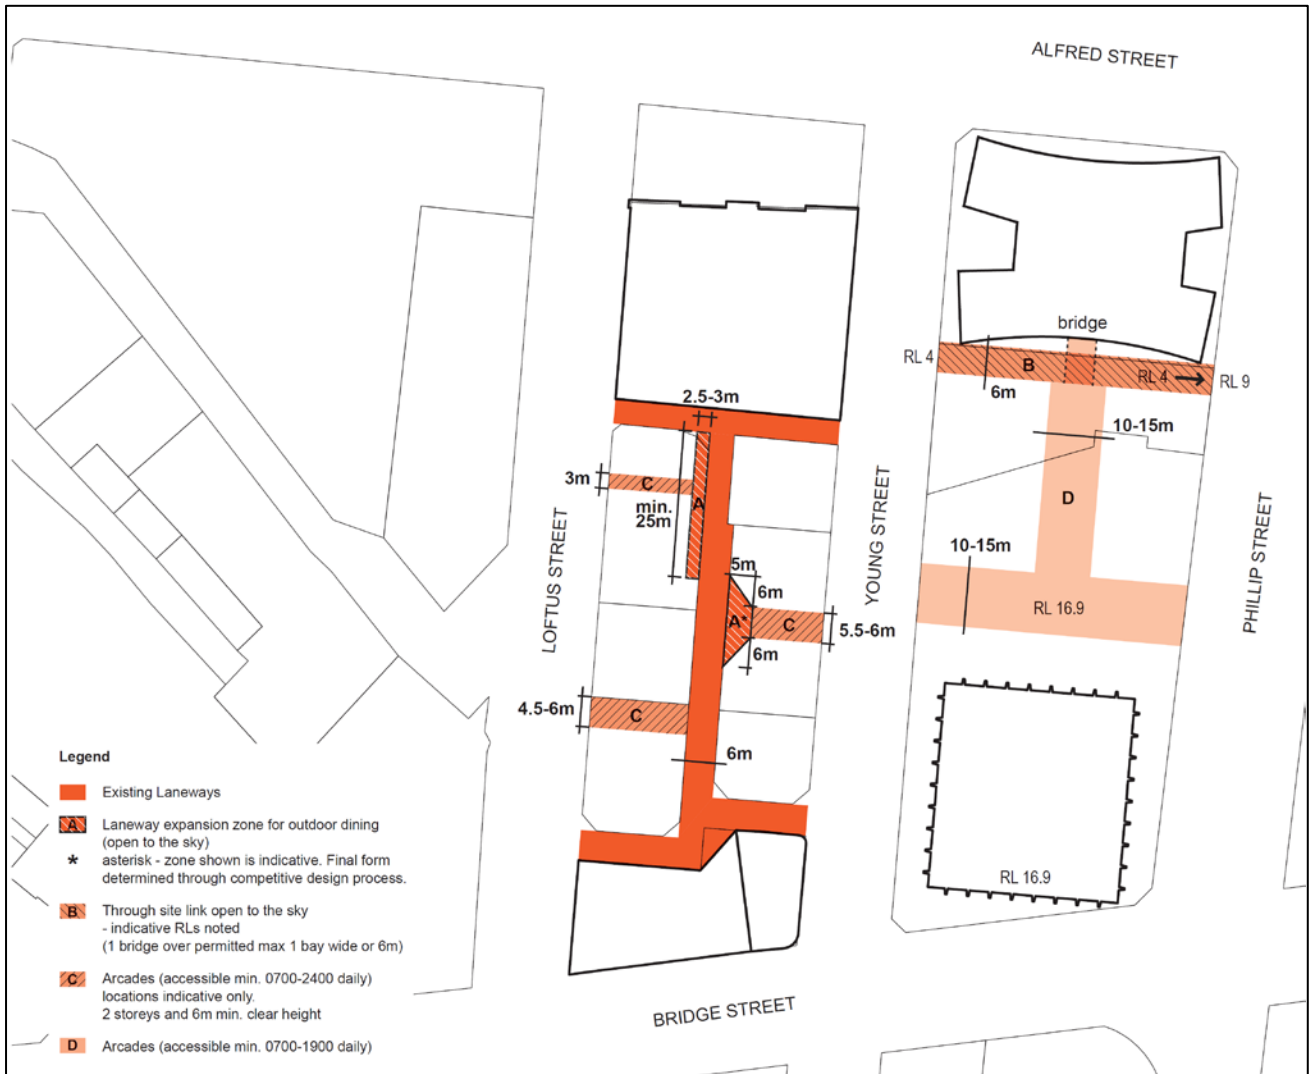 ALFRED STREET
bridge
RL 4
B
RL 4
RL 9
6m
2.5-3m
10-15m
3m
C
A
min.
25m
D
LOFTUS STREET
YOUNG STREET
PHILLIP STREET
10-15m
5m
6m
RL 16.9
A*
C
5.5-6m
6m
4.5-6m
C
6m
RL 16.9
BRIDGE STREET
Legend
Existing Laneways
A
Laneway expansion zone for outdoor dining
(open to the sky)
*
asterisk - zone shown is indicative. Final form
determined through competitive design process.
B
Through site link open to the sky
- indicative RLs noted
(1 bridge over permitted max 1 bay wide or 6m)
C
Arcades (accessible min. 0700-2400 daily)
locations indicative only.
2 storeys and 6m min. clear height
D
Arcades (accessible min. 0700-1900 daily)